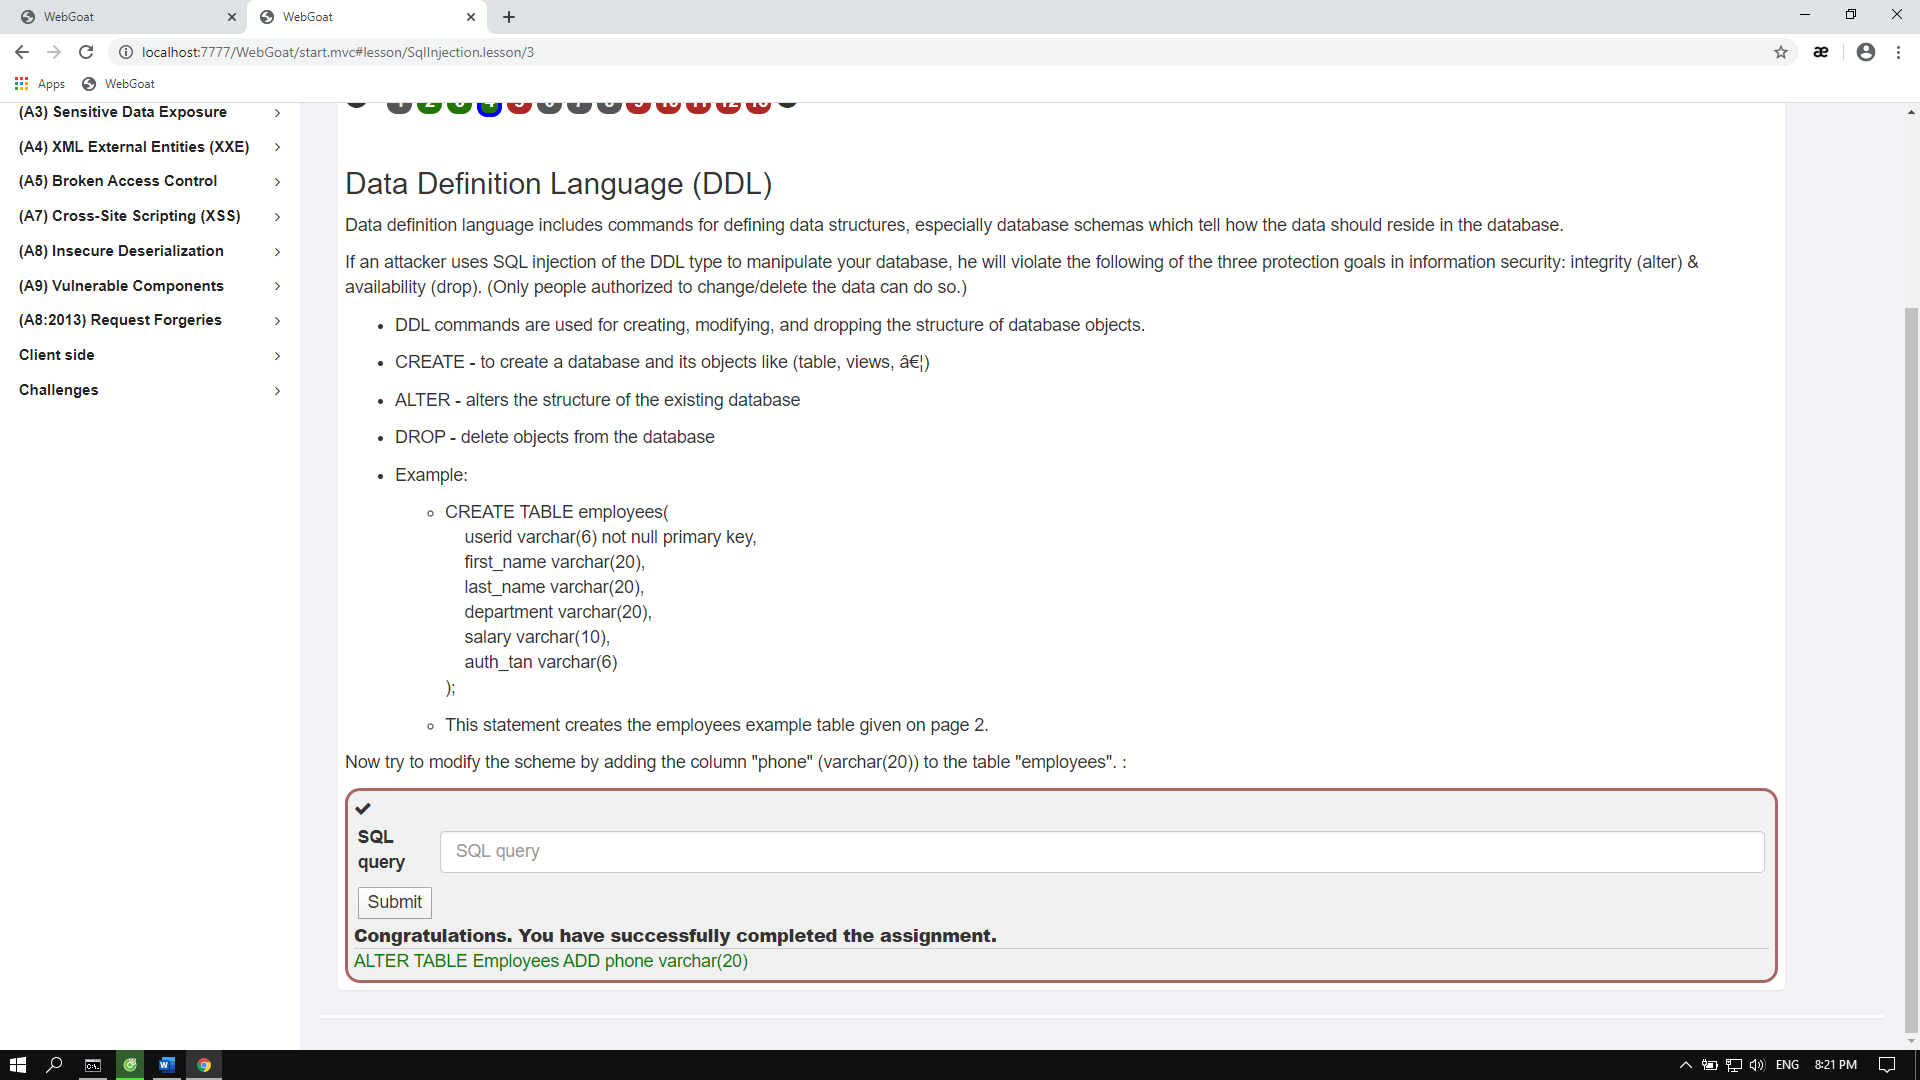 WebGoat
WebGoat
localhost:7777/WebGoat/start.mvc#lesson/SqlInjection.lesson/3
Apps
WebGoat
(A3) Sensitive Data Exposure
(A4) XML External Entities (XXE)
(A5) Broken Access Control
(A7) Cross-Site Scripting (XSS)
(A8) Insecure Deserialization
(A9) Vulnerable Components
(A8:2013) Request Forgeries
Client side
Challenges
Data Definition Language (DDL)
Data definition language includes commands for defining data structures, especially database schemas which tell how the data should reside in the database.
If an attacker uses SQL injection of the DDL type to manipulate your database, he will violate the following of the three protection goals in information security: integrity (alter) &
availability (drop). (Only people authorized to change/delete the data can do so.)
• DDL commands are used for creating, modifying, and dropping the structure of database objects.
• CREATE - to create a database and its objects like (table, views, â€¦)
• ALTER - alters the structure of the existing database
• DROP - delete objects from the database
• Example:
◦ CREATE TABLE employees(
userid varchar(6) not null primary key,
first_name varchar(20),
last_name varchar(20),
department varchar(20),
salary varchar(10),
auth_tan varchar(6)
);
◦ This statement creates the employees example table given on page 2.
Now try to modify the scheme by adding the column "phone" (varchar(20)) to the table "employees". :
SQL
query
SQL query
Submit
Congratulations. You have successfully completed the assignment.
ALTER TABLE Employees ADD phone varchar(20)
ENG
8:21 PM